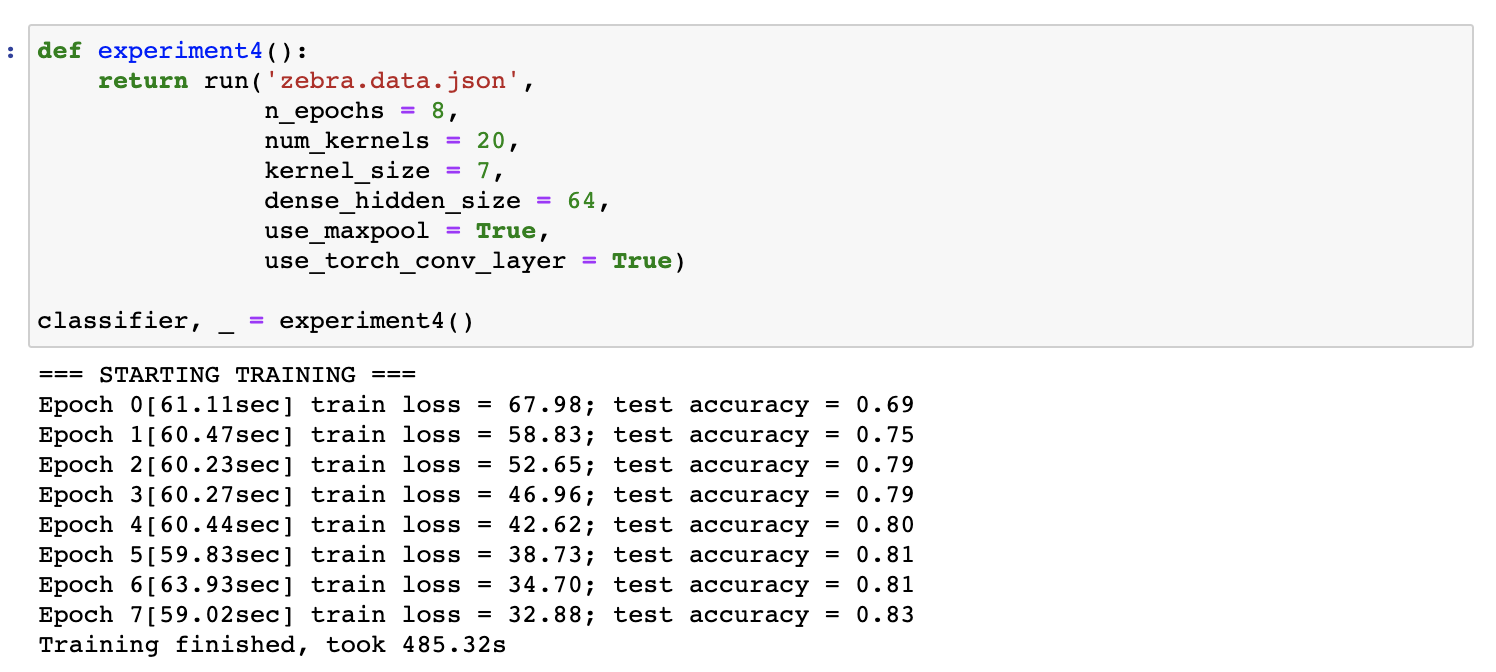 :
def experiment4():
    return run('zebra.data.json',
               n_epochs = 8,
               num_kernels = 20,
               kernel_size = 7,
               dense_hidden_size = 64,
               use_maxpool = True,
               use_torch_conv_layer = True)
classifier, _ = experiment4()
=== STARTING TRAINING ===
Epoch 0[61.11sec] train loss = 67.98; test accuracy = 0.69
Epoch 1[60.47sec] train loss = 58.83; test accuracy = 0.75
Epoch 2[60.23sec] train loss = 52.65; test accuracy = 0.79
Epoch 3[60.27sec] train loss = 46.96; test accuracy = 0.79
Epoch 4[60.44sec] train loss = 42.62; test accuracy = 0.80
Epoch 5[59.83sec] train loss = 38.73; test accuracy = 0.81
Epoch 6[63.93sec] train loss = 34.70; test accuracy = 0.81
Epoch 7[59.02sec] train loss = 32.88; test accuracy = 0.83
Training finished, took 485.32s